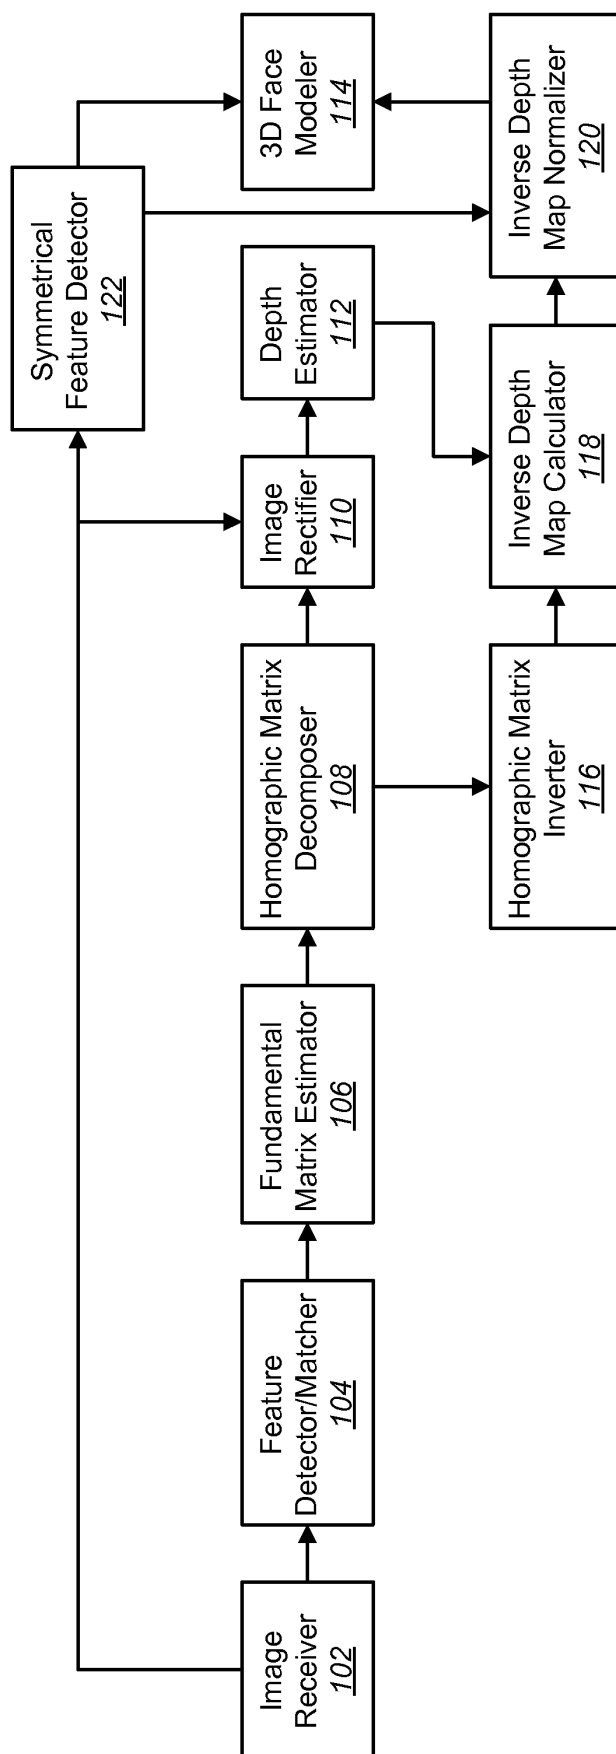 Image
Receiver
102
Feature
Detector/Matcher
104
Fundamental
Matrix Estimator
106
Homographic Matrix
Decomposer
108
Image
Rectifier
110
Depth
Estimator
112
3D Face
Modeler
114
Homographic Matrix
Inverter
116
Inverse Depth
Map Calculator
118
Inverse Depth
Map Normalizer
120
Symmetrical
Feature Detector
122